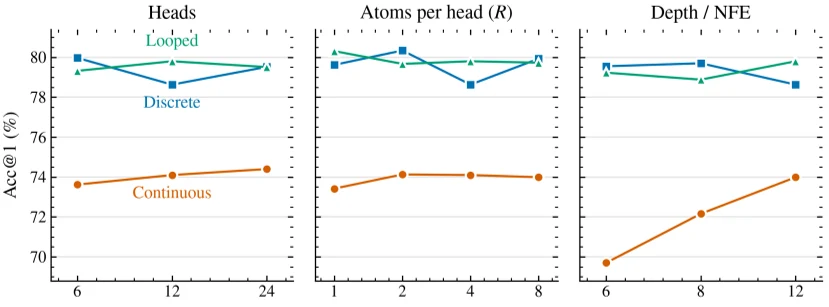 Heads
Atoms per head (R)
Depth / NFE
Acc@1 (%)
80
78
76
74
72
70
Looped
Discrete
Continuous
6 12 24
1 2 4 8
6 8 12